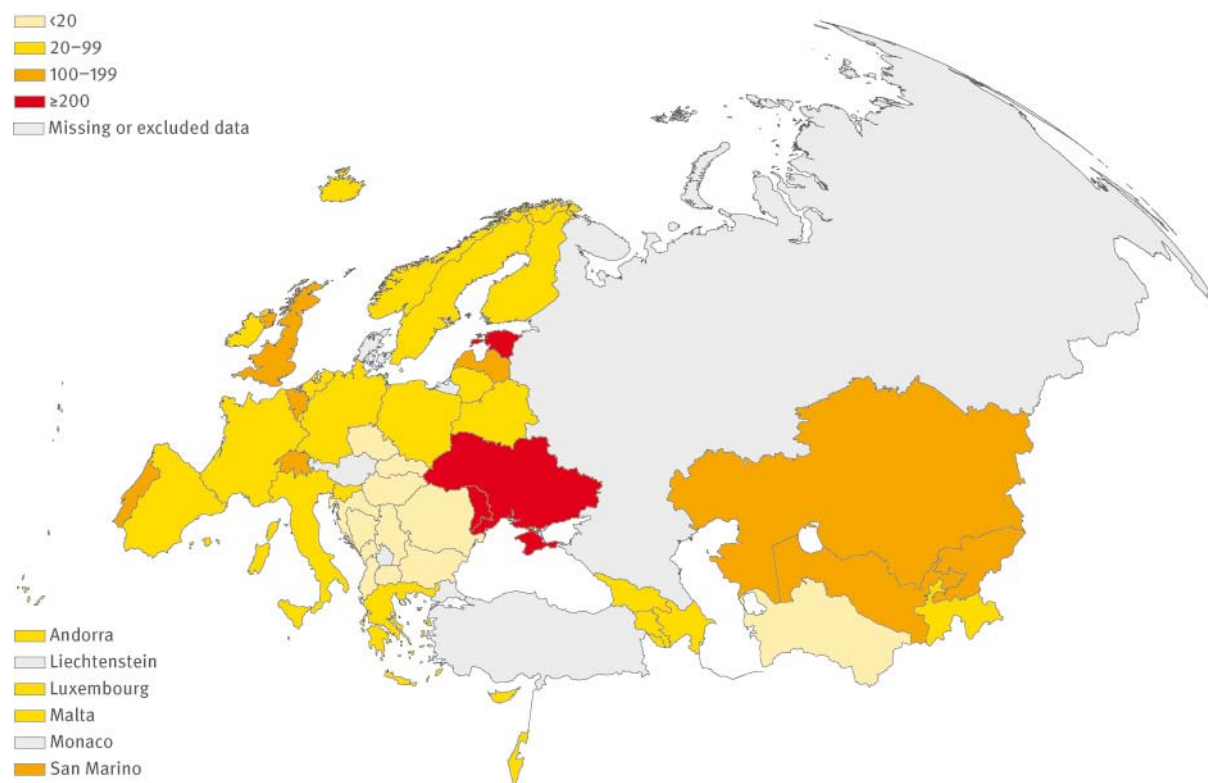 <20
20–99
100–199
≥200
Missing or excluded data
Andorra
Liechtenstein
Luxembourg
Malta
Monaco
San Marino